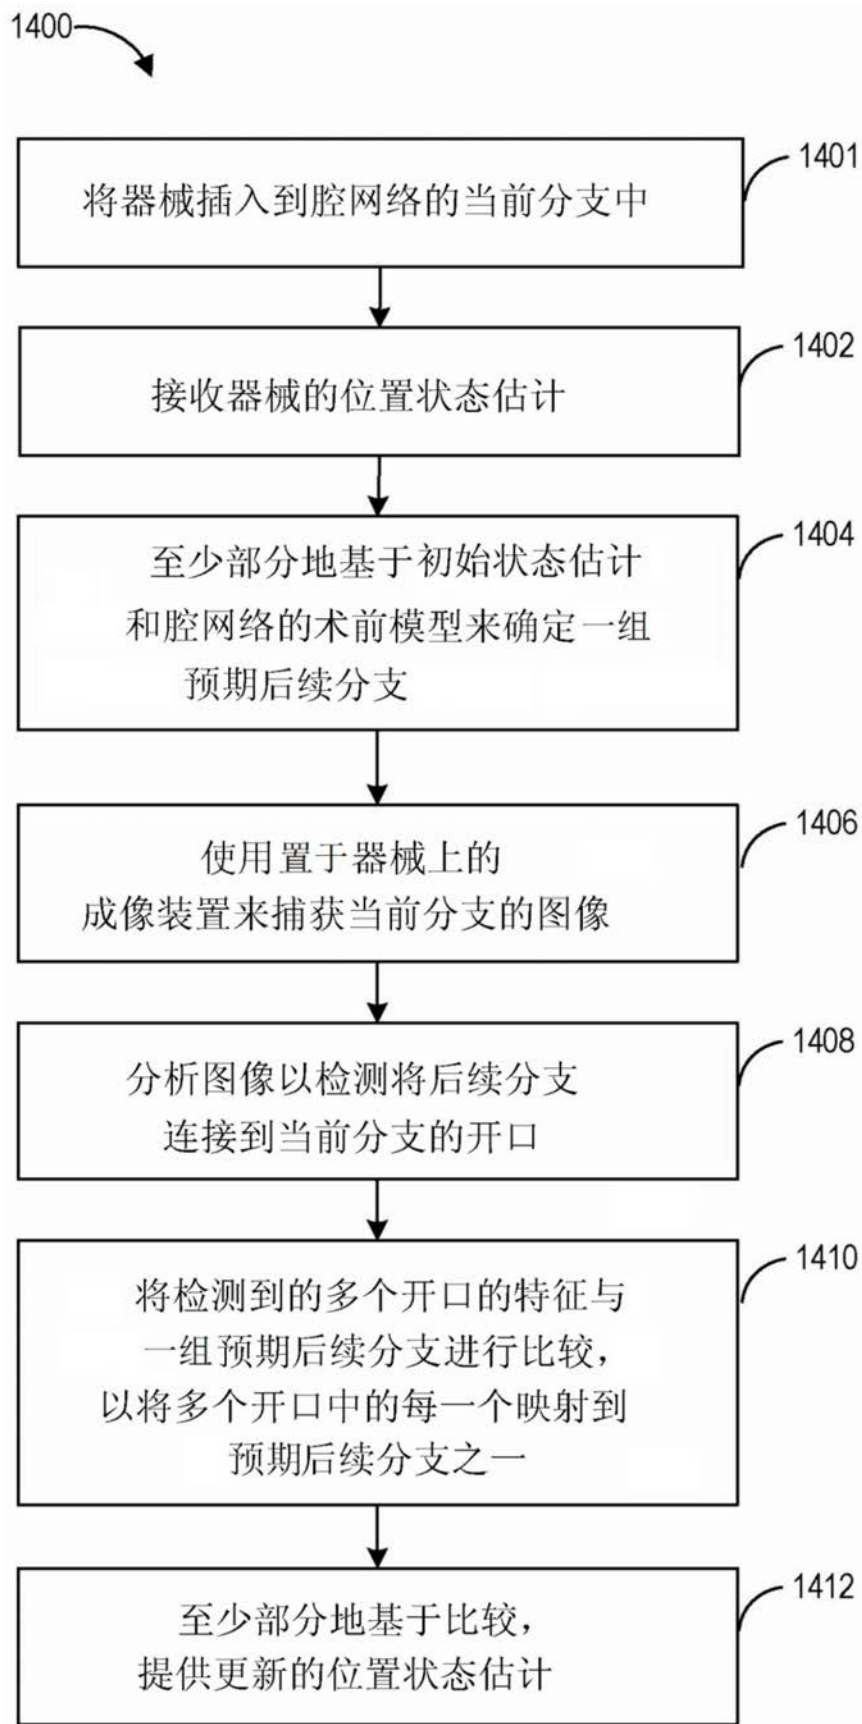 1400
1401
将器械插入到腔网络的当前分支中
1402
接收器械的位置状态估计
1404
至少部分地基于初始状态估计
和腔网络的术前模型来确定一组
预期后续分支
1406
使用置于器械上的
成像装置来捕获当前分支的图像
1408
分析图像以检测将后续分支
连接到当前分支的开口
1410
将检测到的多个开口的特征与
一组预期后续分支进行比较，
以将多个开口中的每一个映射到
预期后续分支之一
1412
至少部分地基于比较，
提供更新的位置状态估计